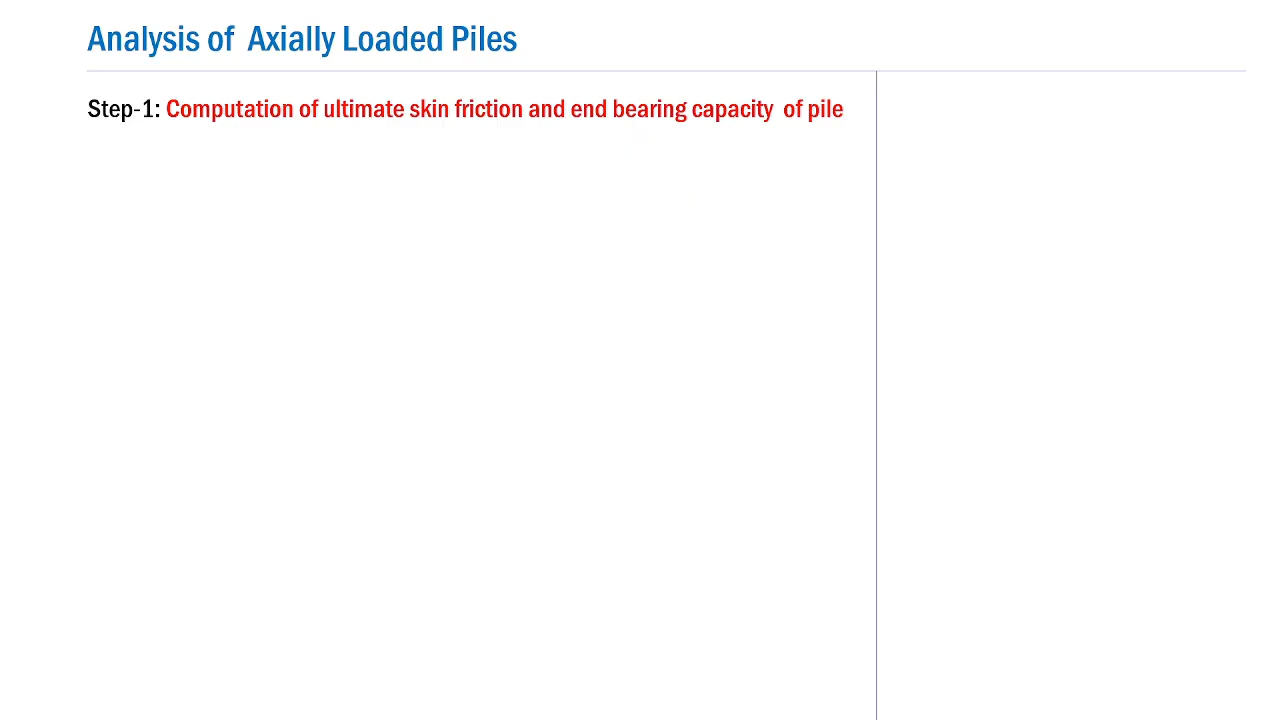 Analysis of  Axially Loaded Piles
Step-1: Computation of ultimate skin friction and end bearing capacity  of pile